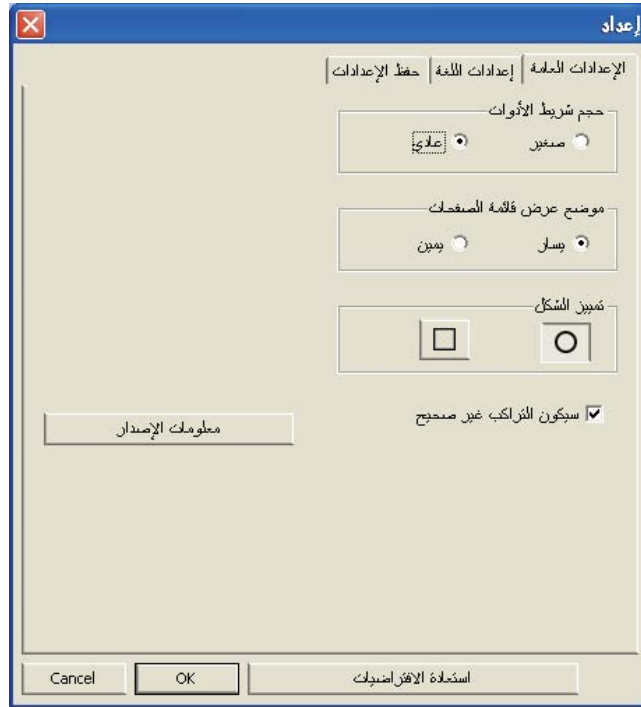 إعداد
الإعدادات العامة
إعدادات اللغة
حفظ الإعدادات
حجم شريط الأدوات
صغير
عادي
موضع عرض قائمة الصفحات
يسار
يمين
تمييز الشكل
سيكون التراكب غير صحيح
معلومات الإصدار
استعادة الافتراضيات
OK
Cancel